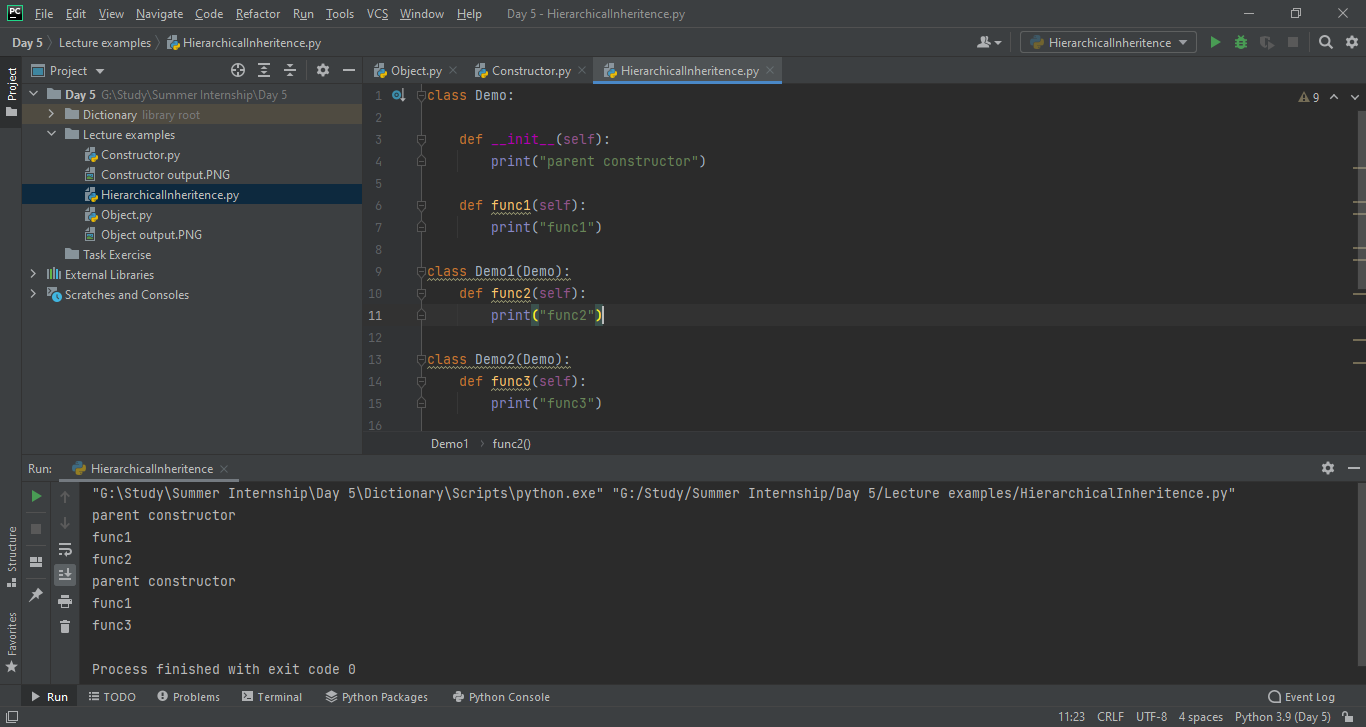 PC File Edit View Navigate Code Refactor Run Tools VCS Window Help Day 5 - HierarchicalInheritence.py
Day 5 Lecture examples HierarchicalInheritence.py HierarchicalInheritence
Project
Project
Object.py Constructor.py HierarchicalInheritence.py
Day 5 G:\Study\Summer Internship\Day 5
Dictionary library root
Lecture examples
Constructor.py
Constructor output.PNG
HierarchicalInheritence.py
Object.py
Object output.PNG
Task Exercise
External Libraries
Scratches and Consoles
9
1 class Demo:
2
3 def __init__(self):
4 print("parent constructor")
5
6 def func1(self):
7 print("func1")
8
9 class Demo1(Demo):
10 def func2(self):
11 print("func2")
12
13 class Demo2(Demo):
14 def func3(self):
15 print("func3")
16
Demo1 func2()
Run: HierarchicalInheritence
"G:\Study\Summer Internship\Day 5\Dictionary\Scripts\python.exe" "G:/Study/Summer Internship/Day 5/Lecture examples/HierarchicalInheritence.py"
parent constructor
func1
func2
parent constructor
func1
func3
Process finished with exit code 0
Structure
Favorites
Run TODO Problems Terminal Python Packages Python Console Event Log
11:23 CRLF UTF-8 4 spaces Python 3.9 (Day 5)